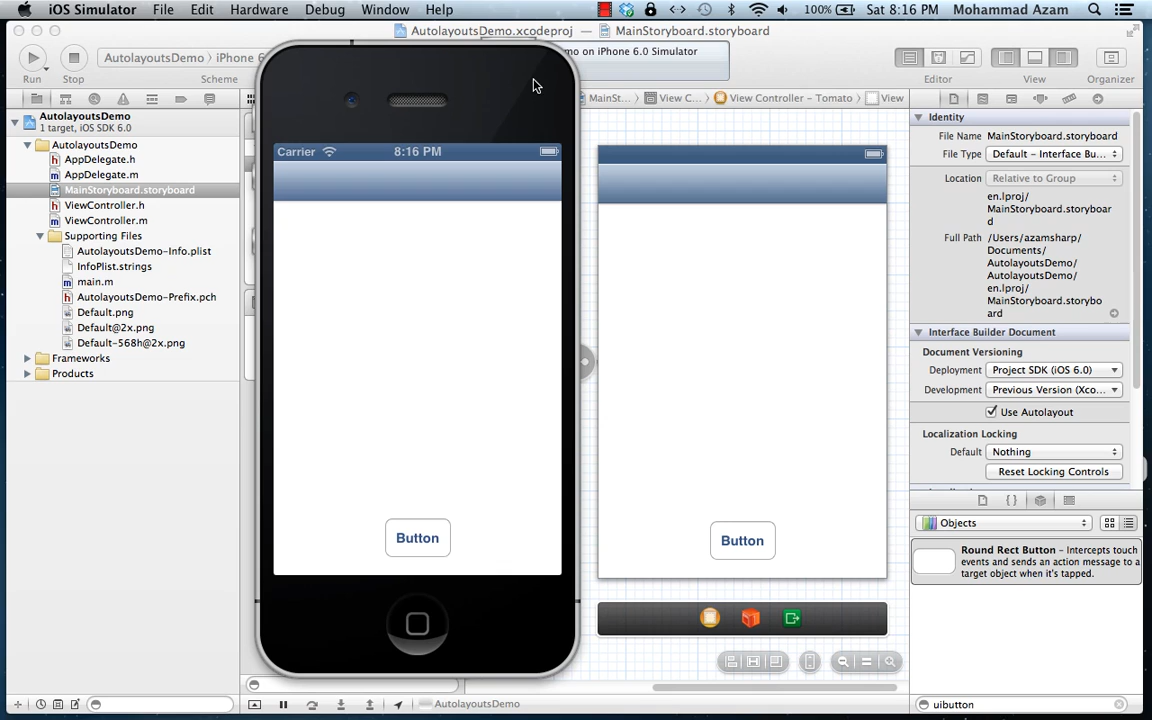 iOS Simulator File Edit Hardware Debug Window Help 100% Sat 8:16 PM Mohammad Azam
AutolayoutsDemo.xcodeproj — MainStoryboard.storyboard
AutolayoutsDemo iPhone 6
mo on iPhone 6.0 Simulator
Run Stop Scheme Editor View Organizer
MainSt... View C... View Controller – Tomato View
AutolayoutsDemo
1 target, iOS SDK 6.0
AutolayoutsDemo
AppDelegate.h
AppDelegate.m
MainStoryboard.storyboard
ViewController.h
ViewController.m
Supporting Files
AutolayoutsDemo-Info.plist
InfoPlist.strings
main.m
AutolayoutsDemo-Prefix.pch
Default.png
Default@2x.png
Default-568h@2x.png
Frameworks
Products
Carrier 8:16 PM
Button
Button
Identity
File Name MainStoryboard.storyboard
File Type Default – Interface Bu...
Location Relative to Group
en.lproj/
MainStoryboard.storyboar
d
Full Path /Users/azamsharp/
Documents/
AutolayoutsDemo/
AutolayoutsDemo/
en.lproj/
MainStoryboard.storybo
ard
Interface Builder Document
Document Versioning
Deployment Project SDK (iOS 6.0)
Development Previous Version (Xco...
Use Autolayout
Localization Locking
Default Nothing
Reset Locking Controls
Objects
Round Rect Button – Intercepts touch
events and sends an action message to a
target object when it's tapped.
AutolayoutsDemo
uibutton